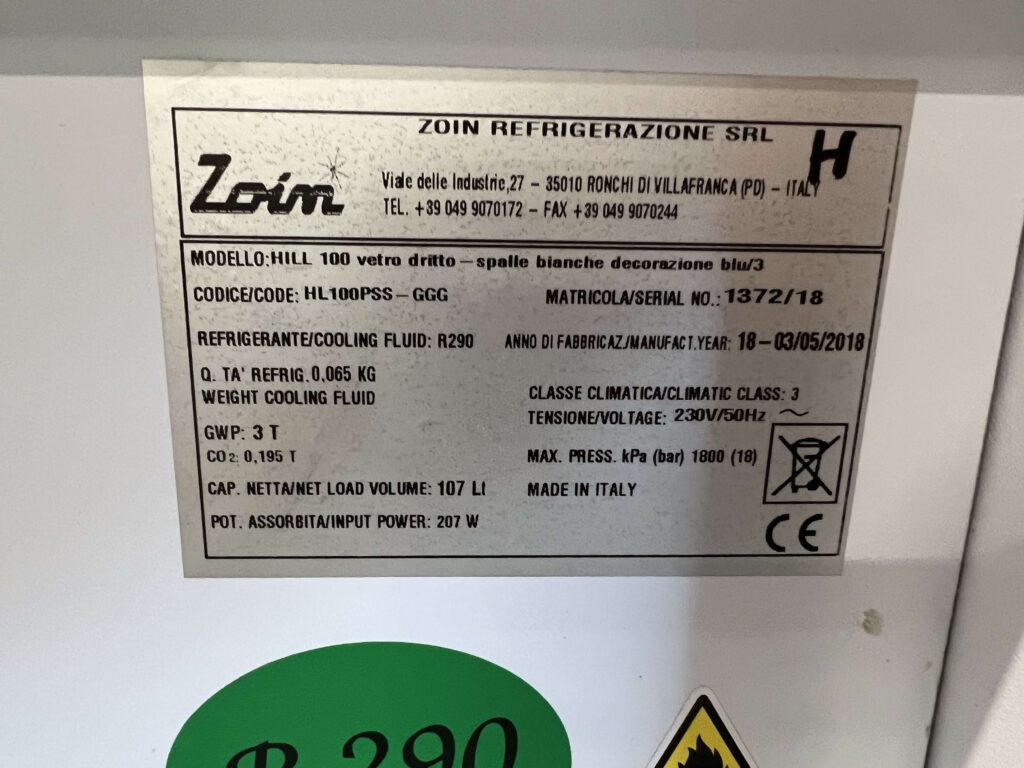 ZOIN REFRIGERAZIONE SRL
H
Zoin
Viale delle Industrie,27 – 35010 RONCHI DI VILLAFRANCA (PD) – ITALY
TEL. +39 049 9070172 – FAX +39 049 9070244
MODELLO: HILL 100 vetro dritto – spalle bianche decorazione blu/3
CODICE/CODE: HL100PSS – GGG
MATRICOLA/SERIAL NO.: 1372/18
REFRIGERANTE/COOLING FLUID: R290
ANNO DI FABBRICAZ./MANUFACT.YEAR: 18 – 03/05/2018
Q. TA' REFRIG. 0,065 KG
WEIGHT COOLING FLUID
CLASSE CLIMATICA/CLIMATIC CLASS: 3
TENSIONE/VOLTAGE: 230V/50Hz ~
GWP: 3 T
CO2: 0,195 T
MAX. PRESS. kPa (bar) 1800 (18)
CAP. NETTA/NET LOAD VOLUME: 107 Lt
MADE IN ITALY
POT. ASSORBITA/INPUT POWER: 207 W
CE
R 290